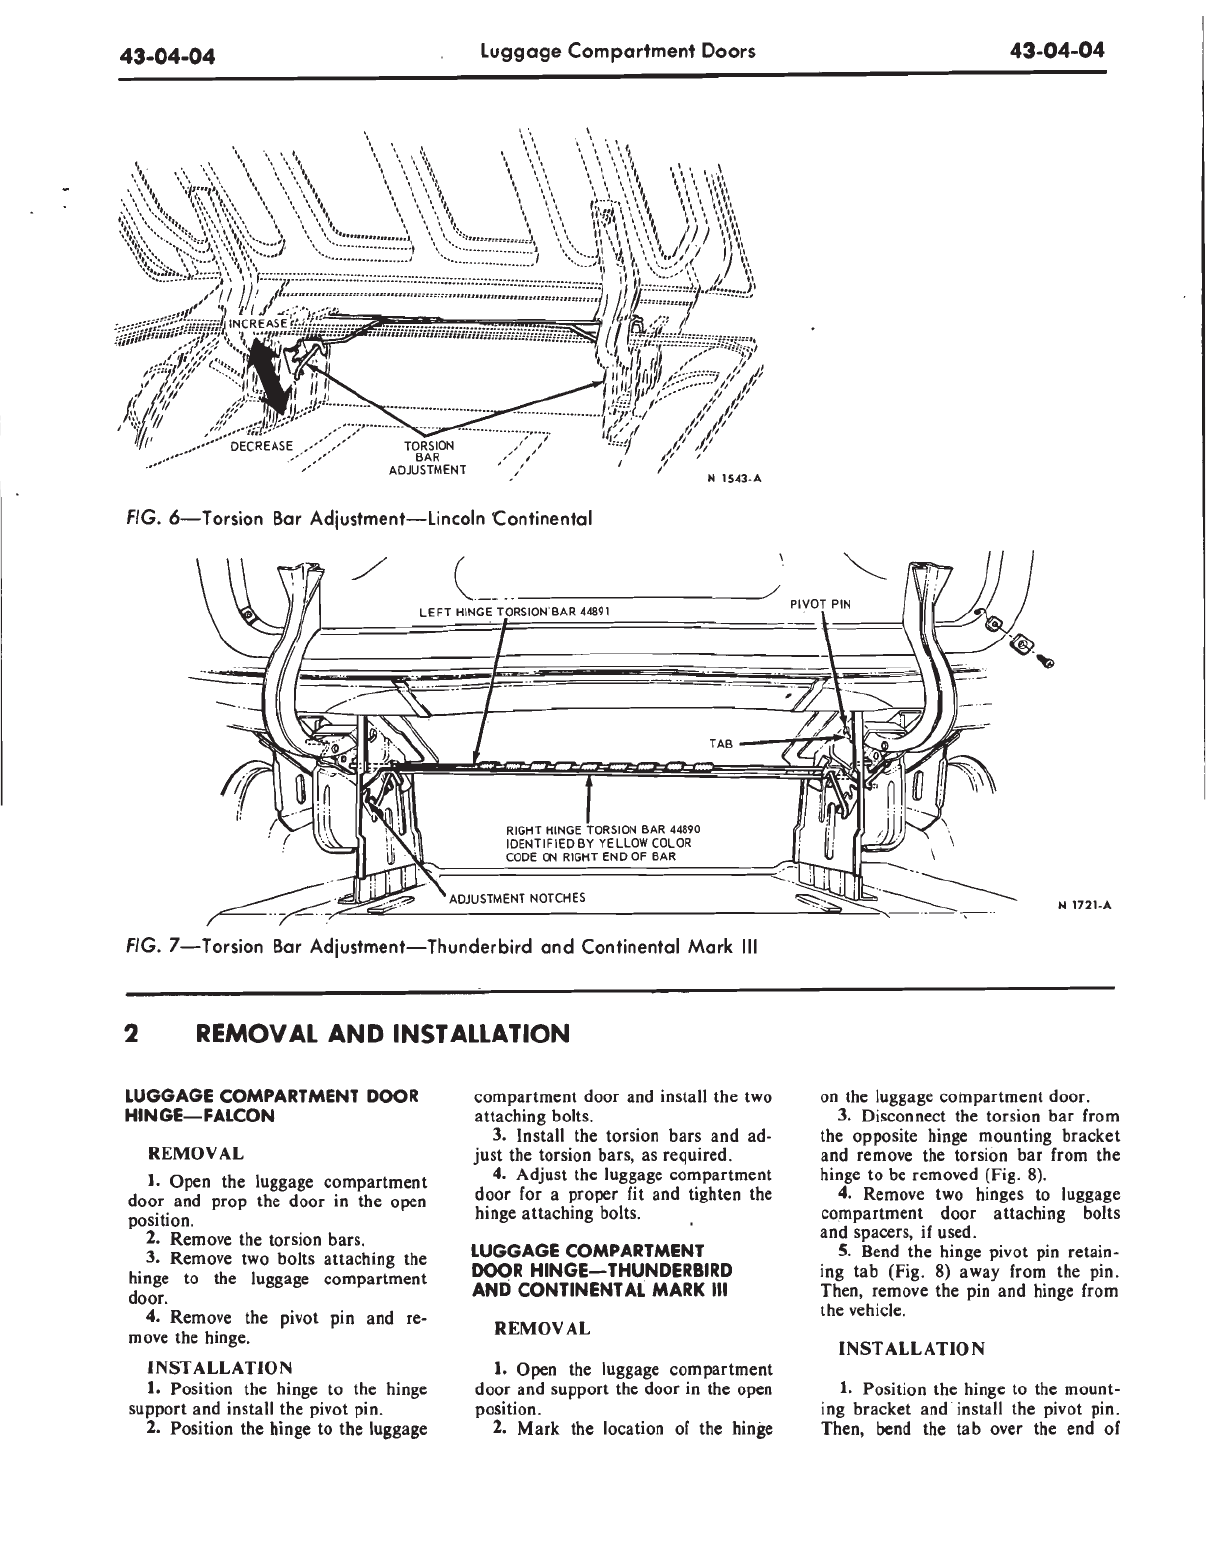 43-04-04
Luggage Compartment Doors
43-04-04
INCREASE
DECREASE
TORSION
BAR
ADJUSTMENT
N 1543-A
FIG. 6—Torsion Bar Adjustment—Lincoln Continental
LEFT HINGE TORSION BAR 44891
PIVOT PIN
TAB
RIGHT HINGE TORSION BAR 44890
IDENTIFIED BY YELLOW COLOR
CODE ON RIGHT END OF BAR
ADJUSTMENT NOTCHES
N 1721-A
FIG. 7—Torsion Bar Adjustment—Thunderbird and Continental Mark III
2 REMOVAL AND INSTALLATION
LUGGAGE COMPARTMENT DOOR
HINGE—FALCON
REMOVAL
1. Open the luggage compartment
door and prop the door in the open
position.
2. Remove the torsion bars.
3. Remove two bolts attaching the
hinge to the luggage compartment
door.
4. Remove the pivot pin and re-
move the hinge.
INSTALLATION
1. Position the hinge to the hinge
support and install the pivot pin.
2. Position the hinge to the luggage
compartment door and install the two
attaching bolts.
3. Install the torsion bars and ad-
just the torsion bars, as required.
4. Adjust the luggage compartment
door for a proper fit and tighten the
hinge attaching bolts.
LUGGAGE COMPARTMENT
DOOR HINGE—THUNDERBIRD
AND CONTINENTAL MARK III
REMOVAL
1. Open the luggage compartment
door and support the door in the open
position.
2. Mark the location of the hinge
on the luggage compartment door.
3. Disconnect the torsion bar from
the opposite hinge mounting bracket
and remove the torsion bar from the
hinge to be removed (Fig. 8).
4. Remove two hinges to luggage
compartment door attaching bolts
and spacers, if used.
5. Bend the hinge pivot pin retain-
ing tab (Fig. 8) away from the pin.
Then, remove the pin and hinge from
the vehicle.
INSTALLATION
1. Position the hinge to the mount-
ing bracket and install the pivot pin.
Then, bend the tab over the end of